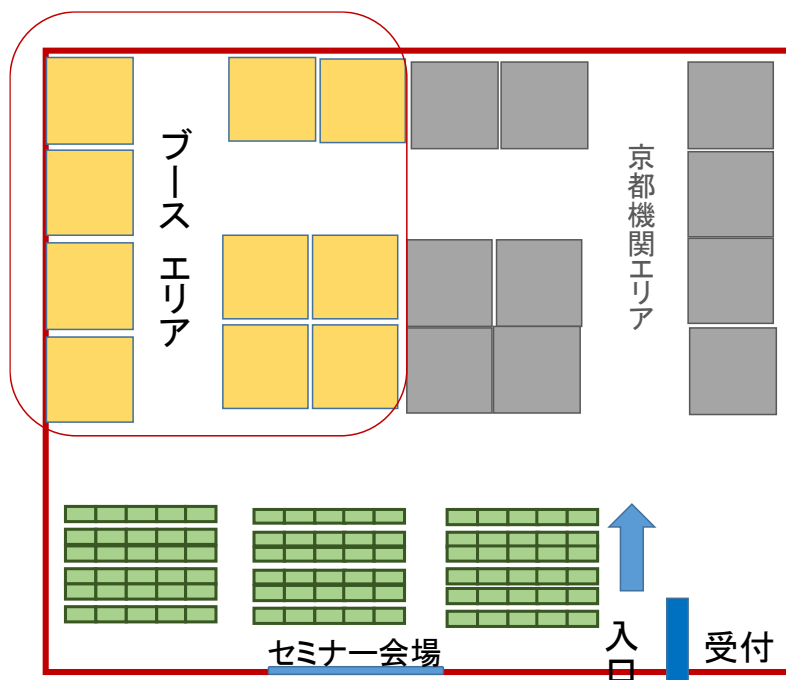 ブース エリア
京都機関エリア
セミナー会場
入口
受付